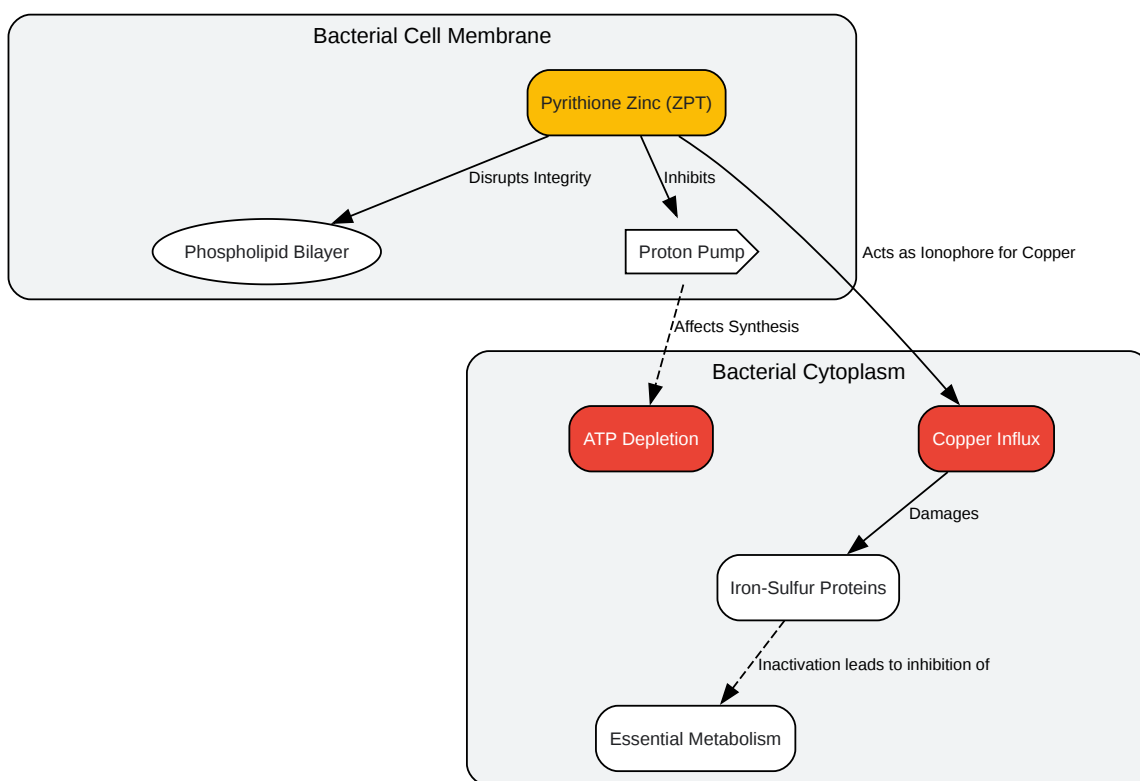 Bacterial Cell Membrane
Pyrithione Zinc (ZPT)
Disrupts Integrity
Inhibits
Phospholipid Bilayer
Proton Pump
Acts as Ionophore for Copper
Affects Synthesis
Bacterial Cytoplasm
ATP Depletion
Copper Influx
Damages
Iron-Sulfur Proteins
Inactivation leads to inhibition of
Essential Metabolism